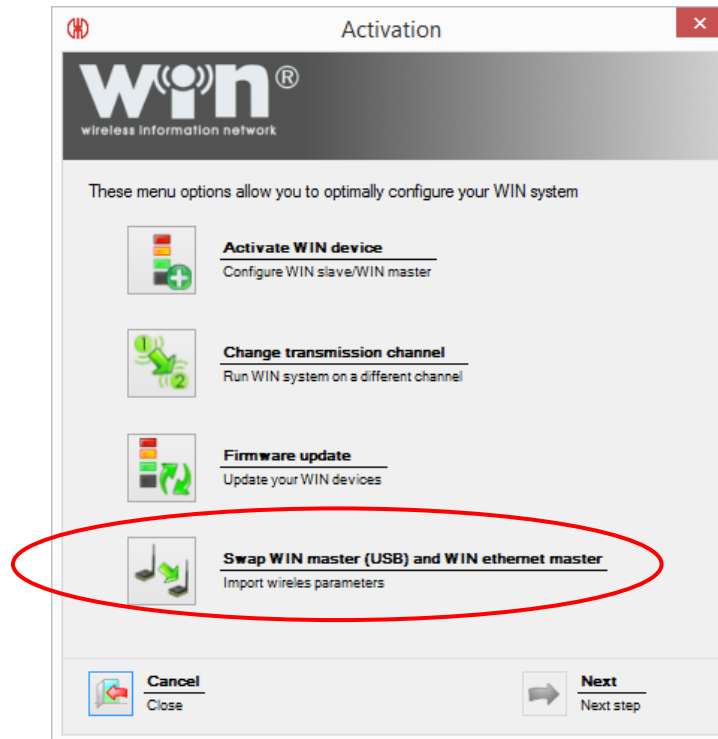 Activation
WIN®
wireless information network
These menu options allow you to optimally configure your WIN system
Activate WIN device
Configure WIN slave/WIN master
1
2
Change transmission channel
Run WIN system on a different channel
Firmware update
Update your WIN devices
Swap WIN master (USB) and WIN ethernet master
Import wireles parameters
Cancel
Close
Next
Next step